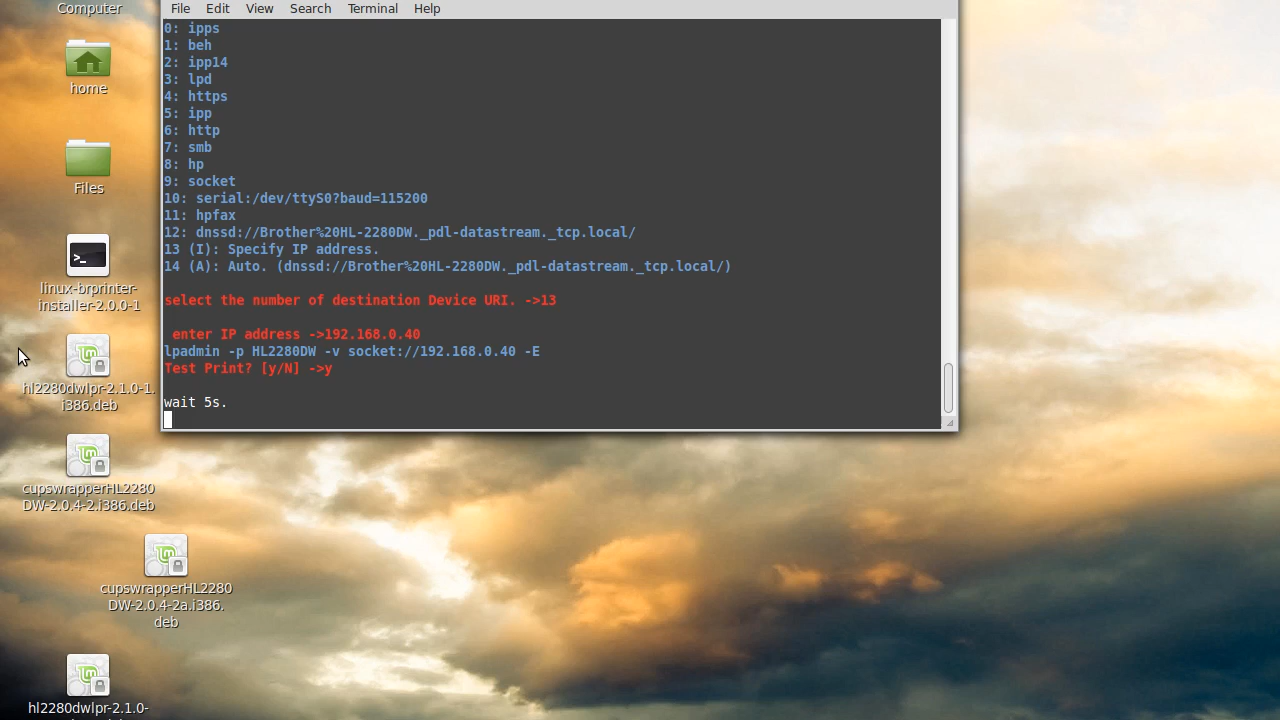 Computer
File Edit View Search Terminal Help
0: ipps
1: beh
2: ipp14
3: lpd
4: https
5: ipp
6: http
7: smb
8: hp
9: socket
10: serial:/dev/ttyS0?baud=115200
11: hpfax
12: dnssd://Brother%20HL-2280DW._pdl-datastream._tcp.local/
13 (I): Specify IP address.
14 (A): Auto. (dnssd://Brother%20HL-2280DW._pdl-datastream._tcp.local/)
select the number of destination Device URI. ->13
enter IP address ->192.168.0.40
lpadmin -p HL2280DW -v socket://192.168.0.40 -E
Test Print? [y/N] ->y
wait 5s.
home
Files
linux-brprinter-
installer-2.0.0-1
hl2280dwlpr-2.1.0-1.
i386.deb
cupswrapperHL2280
DW-2.0.4-2.i386.deb
cupswrapperHL2280
DW-2.0.4-2a.i386.
deb
hl2280dwlpr-2.1.0-